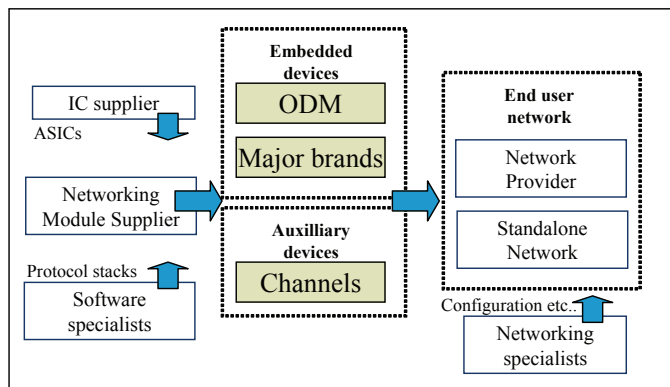 IC supplier
ASICs
Networking
Module Supplier
Protocol stacks
Software
specialists
Embedded
devices
ODM
Major brands
Auxilliary
devices
Channels
End user
network
Network
Provider
Standalone
Network
Configuration etc..
Networking
specialists